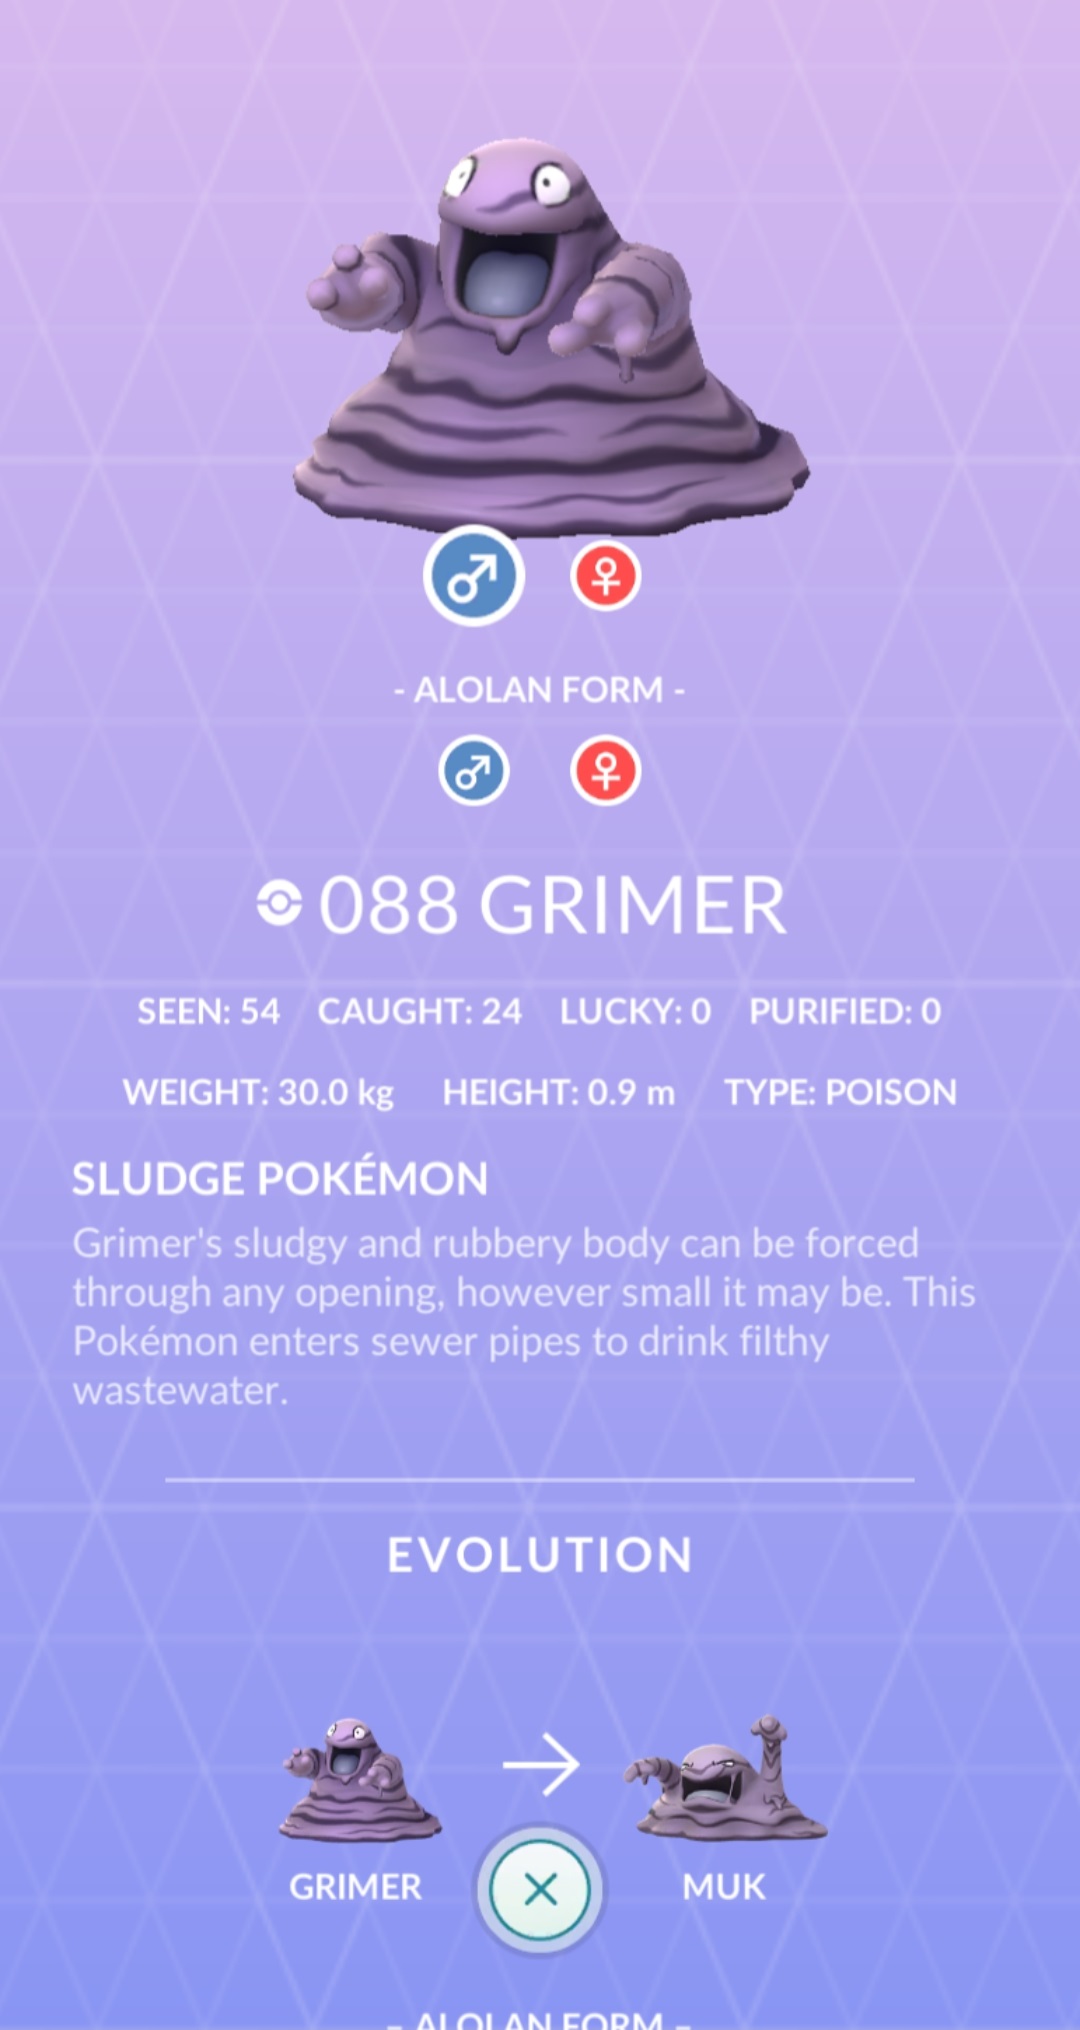 - ALOLAN FORM -
088 GRIMER
SEEN: 54 CAUGHT: 24 LUCKY: 0 PURIFIED: 0
WEIGHT: 30.0 kg HEIGHT: 0.9 m TYPE: POISON
SLUDGE POKÉMON
Grimer's sludgy and rubbery body can be forced
through any opening, however small it may be. This
Pokémon enters sewer pipes to drink filthy
wastewater.
EVOLUTION
GRIMER MUK
- ALOLAN FORM -